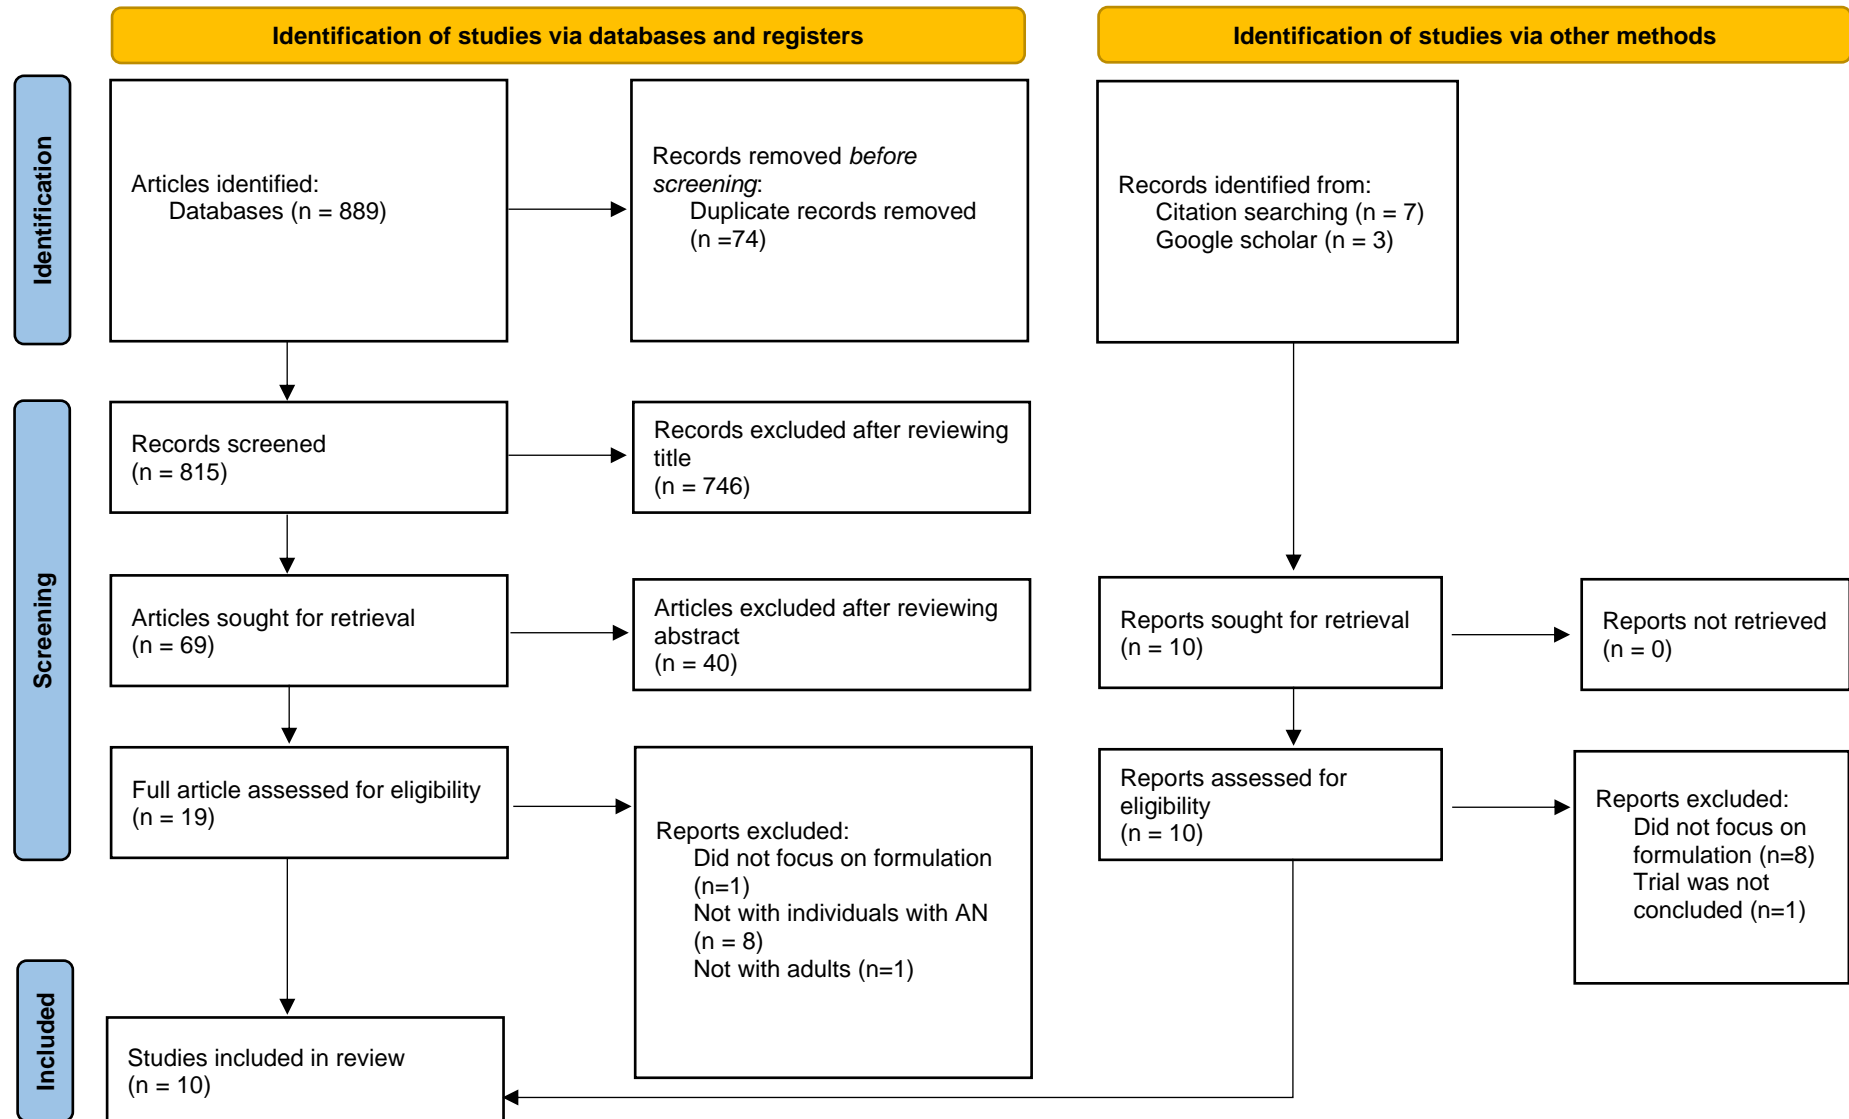 Identification of studies via databases and registers
Identification of studies via other methods
Identification
Articles identified:
Databases (n = 889)
Records removed before
screening:
Duplicate records removed
(n =74)
Records identified from:
Citation searching (n = 7)
Google scholar (n = 3)
Screening
Records screened
(n = 815)
Records excluded after reviewing
title
(n = 746)
Articles sought for retrieval
(n = 69)
Articles excluded after reviewing
abstract
(n = 40)
Reports sought for retrieval
(n = 10)
Reports not retrieved
(n = 0)
Full article assessed for eligibility
(n = 19)
Reports excluded:
Did not focus on formulation
(n=1)
Not with individuals with AN
(n = 8)
Not with adults (n=1)
Reports assessed for
eligibility
(n = 10)
Reports excluded:
Did not focus on
formulation (n=8)
Trial was not
concluded (n=1)
Included
Studies included in review
(n = 10)